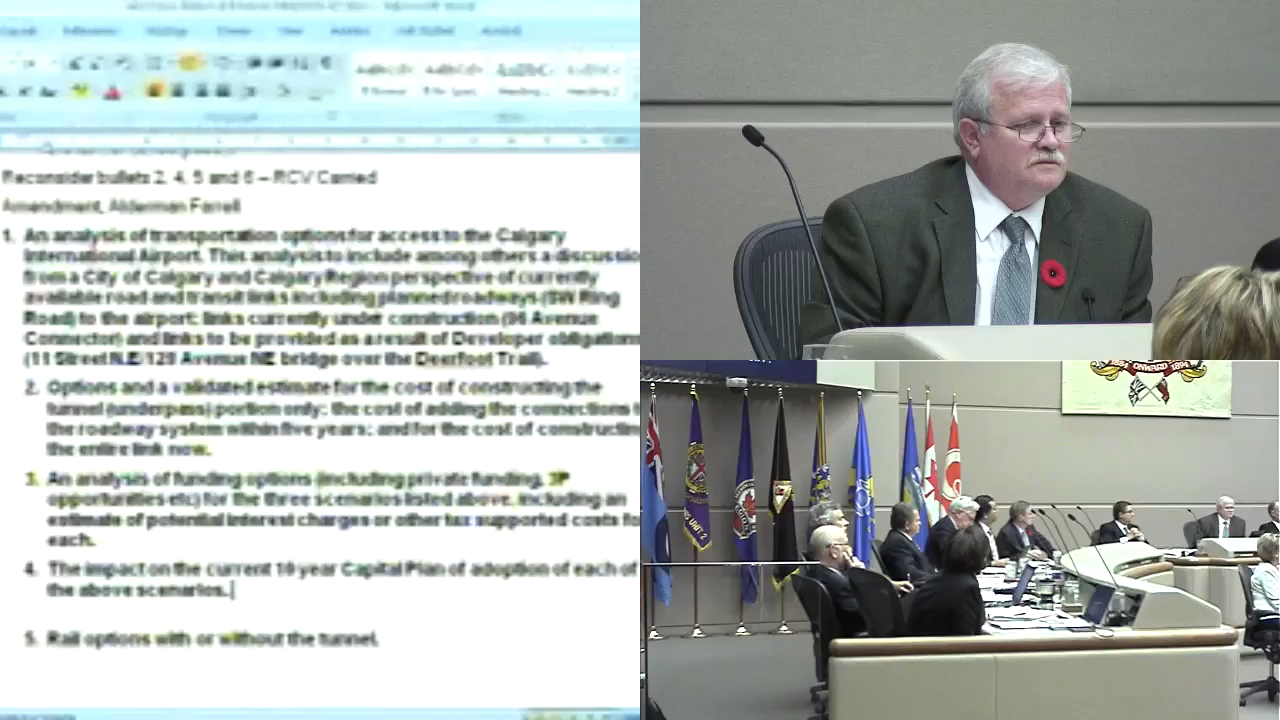 Reconsider bullets 2, 4, 5 and 6 – RCV Carried
Amendment, Alderman Farrell
1. An analysis of transportation options for access to the Calgary
International Airport. This analysis to include among others a discussio
from a City of Calgary and Calgary Region perspective of currently
available road and transit links including planned roadways (SW Ring
Road) to the airport; links currently under construction (96 Avenue
Connector) and links to be provided as a result of Developer obligations
(11 Street N.E/128 Avenue NE bridge over the Deerfoot Trail).
2. Options and a validated estimate for the cost of constructing the
tunnel (underpass) portion only; the cost of adding the connections t
the roadway system within five years; and for the cost of constructin
the entire link now.
3. An analysis of funding options (including private funding, 3P
opportunities etc) for the three scenarios listed above, including an
estimate of potential interest charges or other tax supported costs fo
each.
4. The impact on the current 10 year Capital Plan of adoption of each of
the above scenarios.
5. Rail options with or without the tunnel.
ONWARD 1894